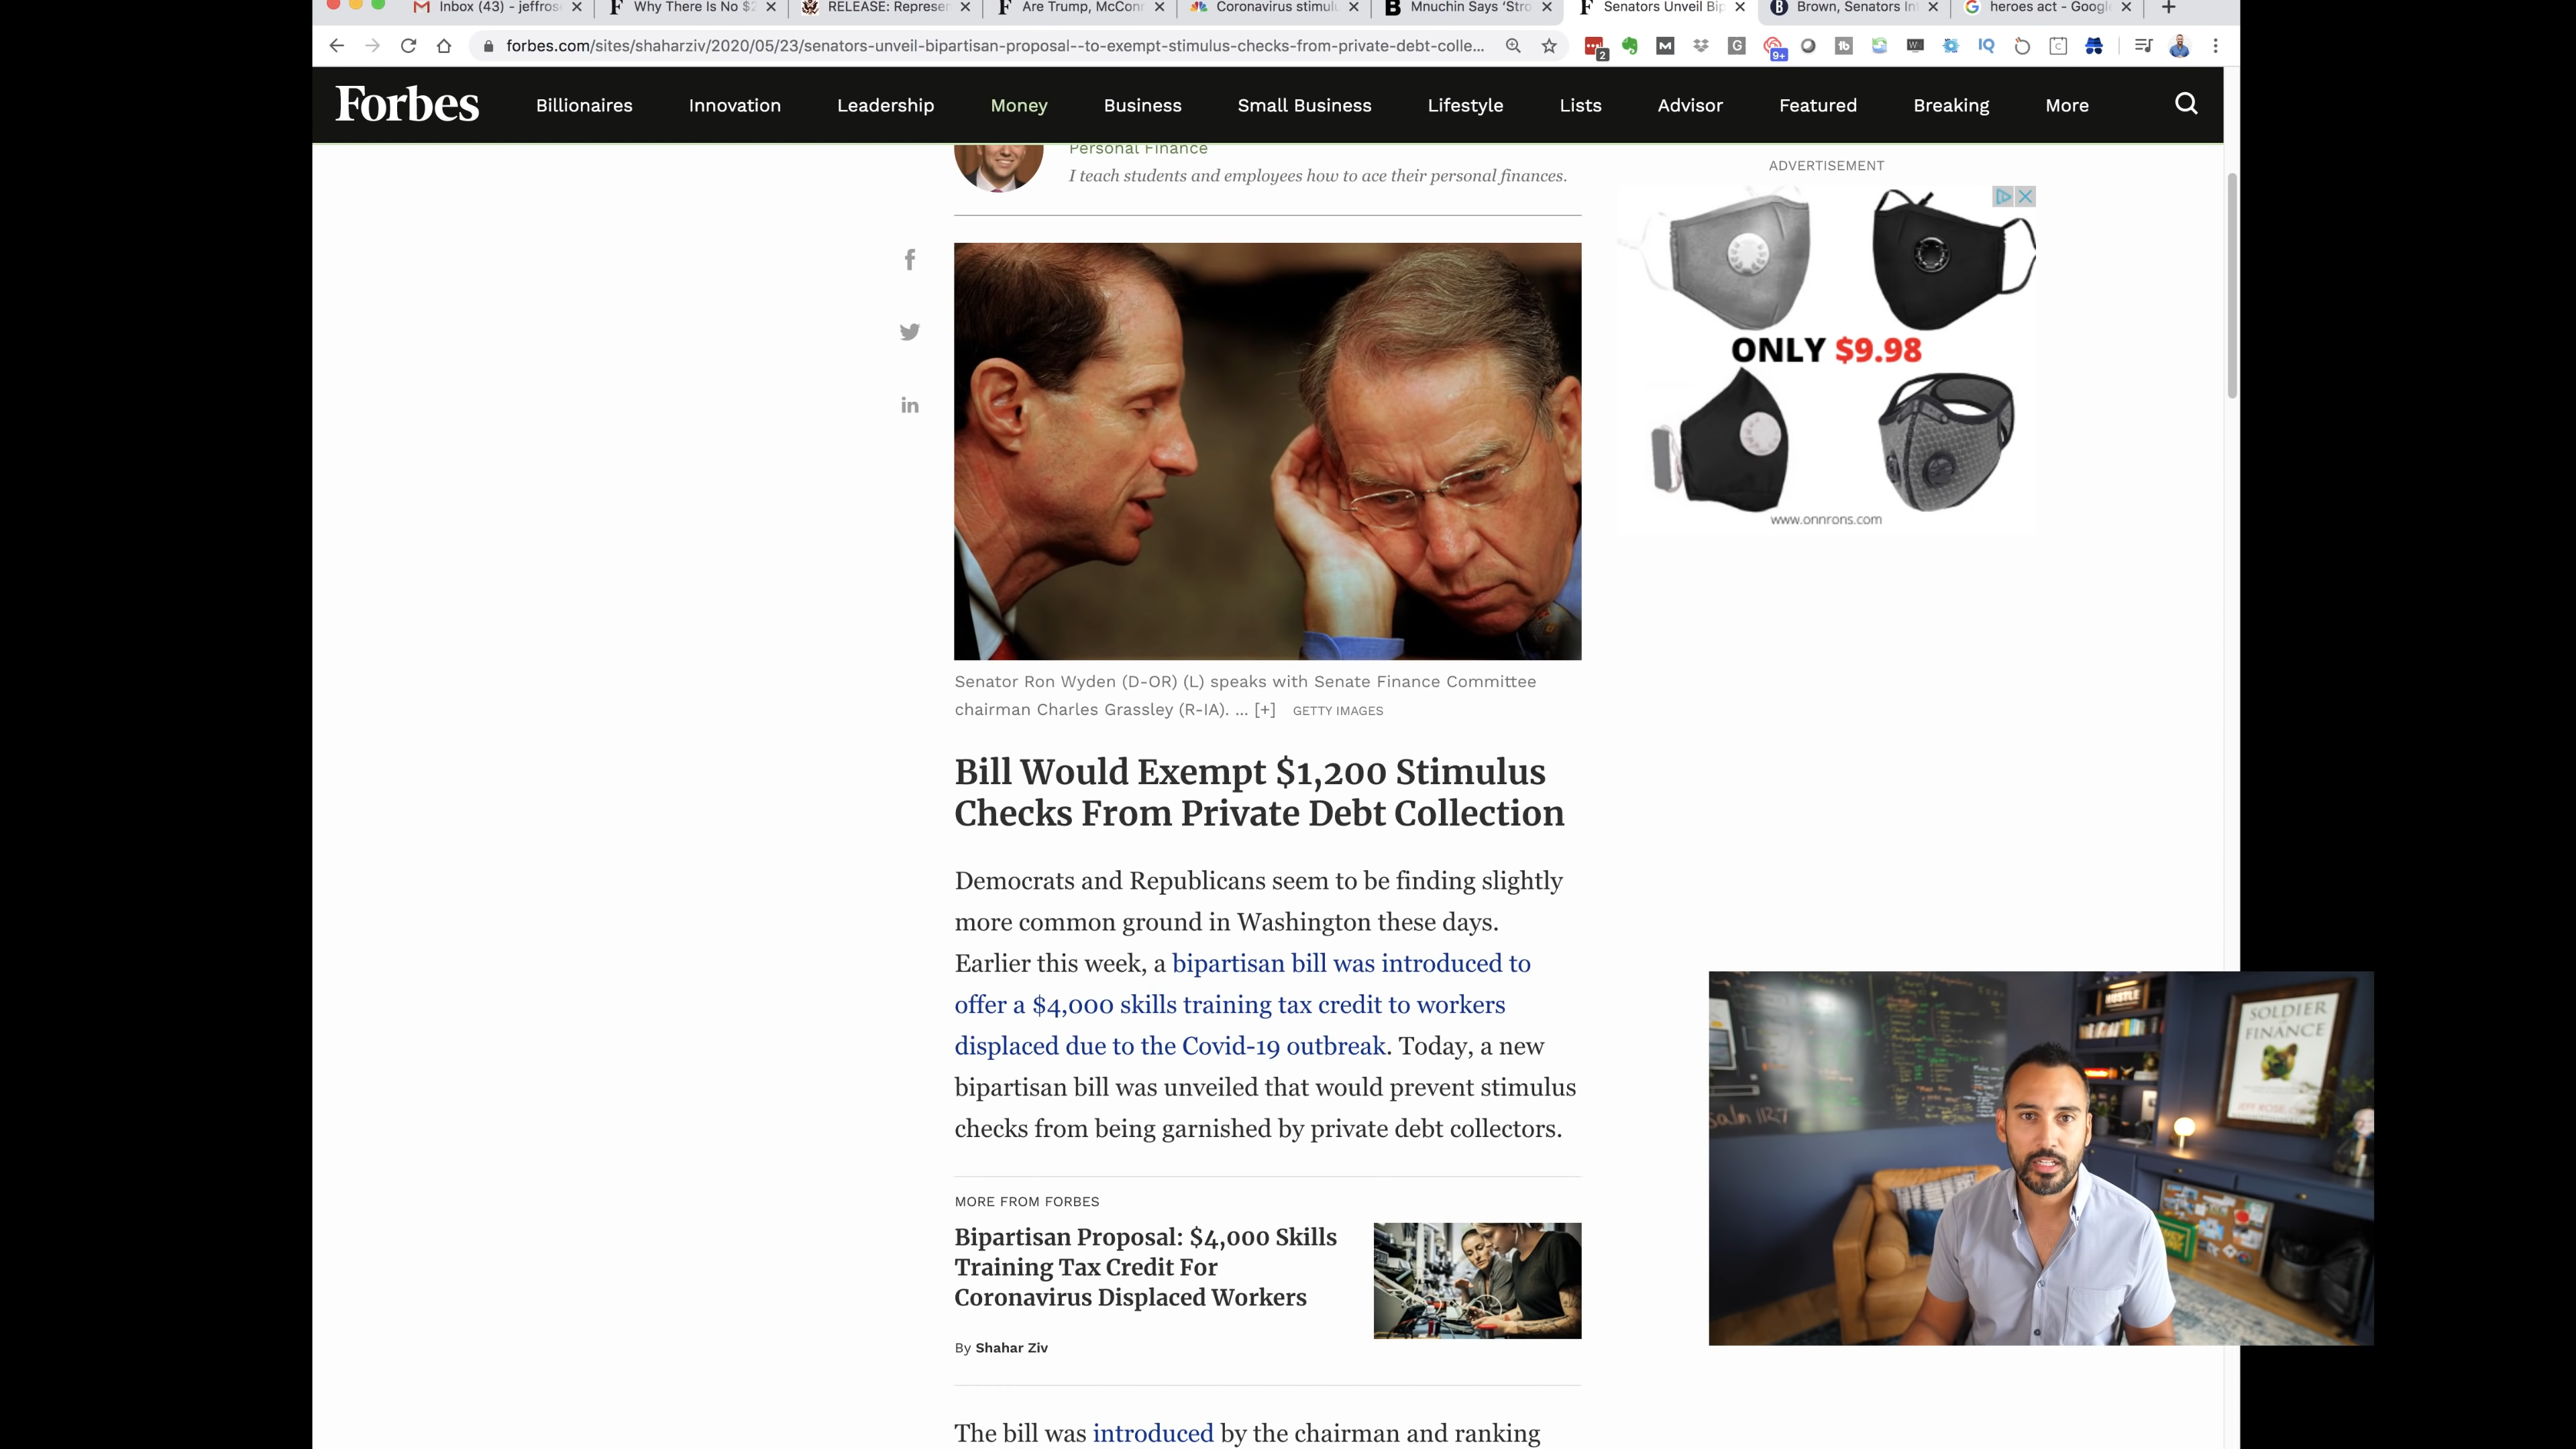 Inbox (43) - jeffros
Why There Is No $2
RELEASE: Represen
Are Trump, McConn
Coronavirus stimul
Mnuchin Says 'Stro
Senators Unveil Bip
Brown, Senators In
heroes act - Googl
forbes.com/sites/shaharziv/2020/05/23/senators-unveil-bipartisan-proposal--to-exempt-stimulus-checks-from-private-debt-colle...
2
9+
Forbes
Billionaires
Innovation
Leadership
Money
Business
Small Business
Lifestyle
Lists
Advisor
Featured
Breaking
More
Personal Finance
I teach students and employees how to ace their personal finances.
ADVERTISEMENT
ONLY $9.98
www.onnrons.com
Senator Ron Wyden (D-OR) (L) speaks with Senate Finance Committee
chairman Charles Grassley (R-IA). ... [+] GETTY IMAGES
Bill Would Exempt $1,200 Stimulus
Checks From Private Debt Collection
Democrats and Republicans seem to be finding slightly
more common ground in Washington these days.
Earlier this week, a bipartisan bill was introduced to
offer a $4,000 skills training tax credit to workers
displaced due to the Covid-19 outbreak. Today, a new
bipartisan bill was unveiled that would prevent stimulus
checks from being garnished by private debt collectors.
MORE FROM FORBES
Bipartisan Proposal: $4,000 Skills
Training Tax Credit For
Coronavirus Displaced Workers
By Shahar Ziv
The bill was introduced by the chairman and ranking
HUSTLE
SOLDIER
FINANCE
JEFF ROSE